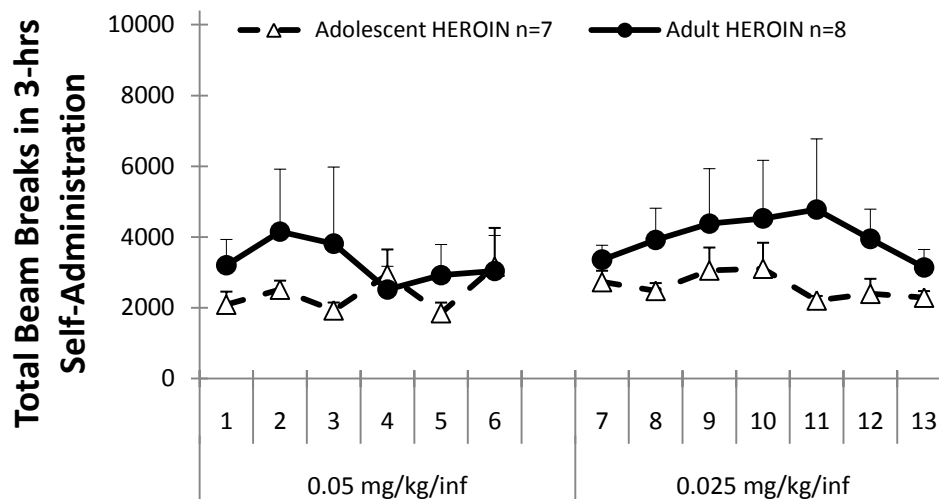 Total Beam Breaks in 3-hrs
Self-Administration
10000
8000
6000
4000
2000
0
Adolescent HEROIN n=7
Adult HEROIN n=8
1 2 3 4 5 6 7 8 9 10 11 12 13
0.05 mg/kg/inf 0.025 mg/kg/inf